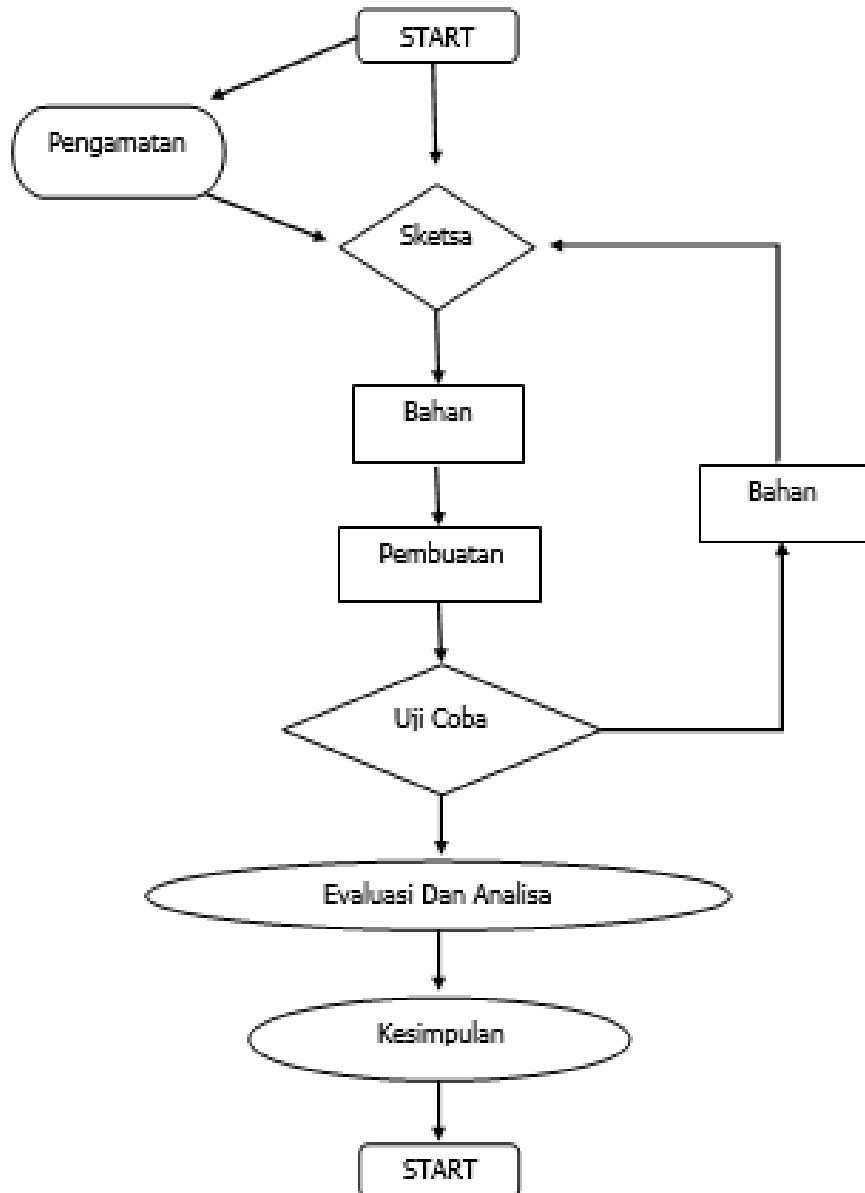 START
Pengamatan
Sketsa
Bahan
Bahan
Pembuatan
Uji Coba
Evaluasi Dan Analisa
Kesimpulan
START